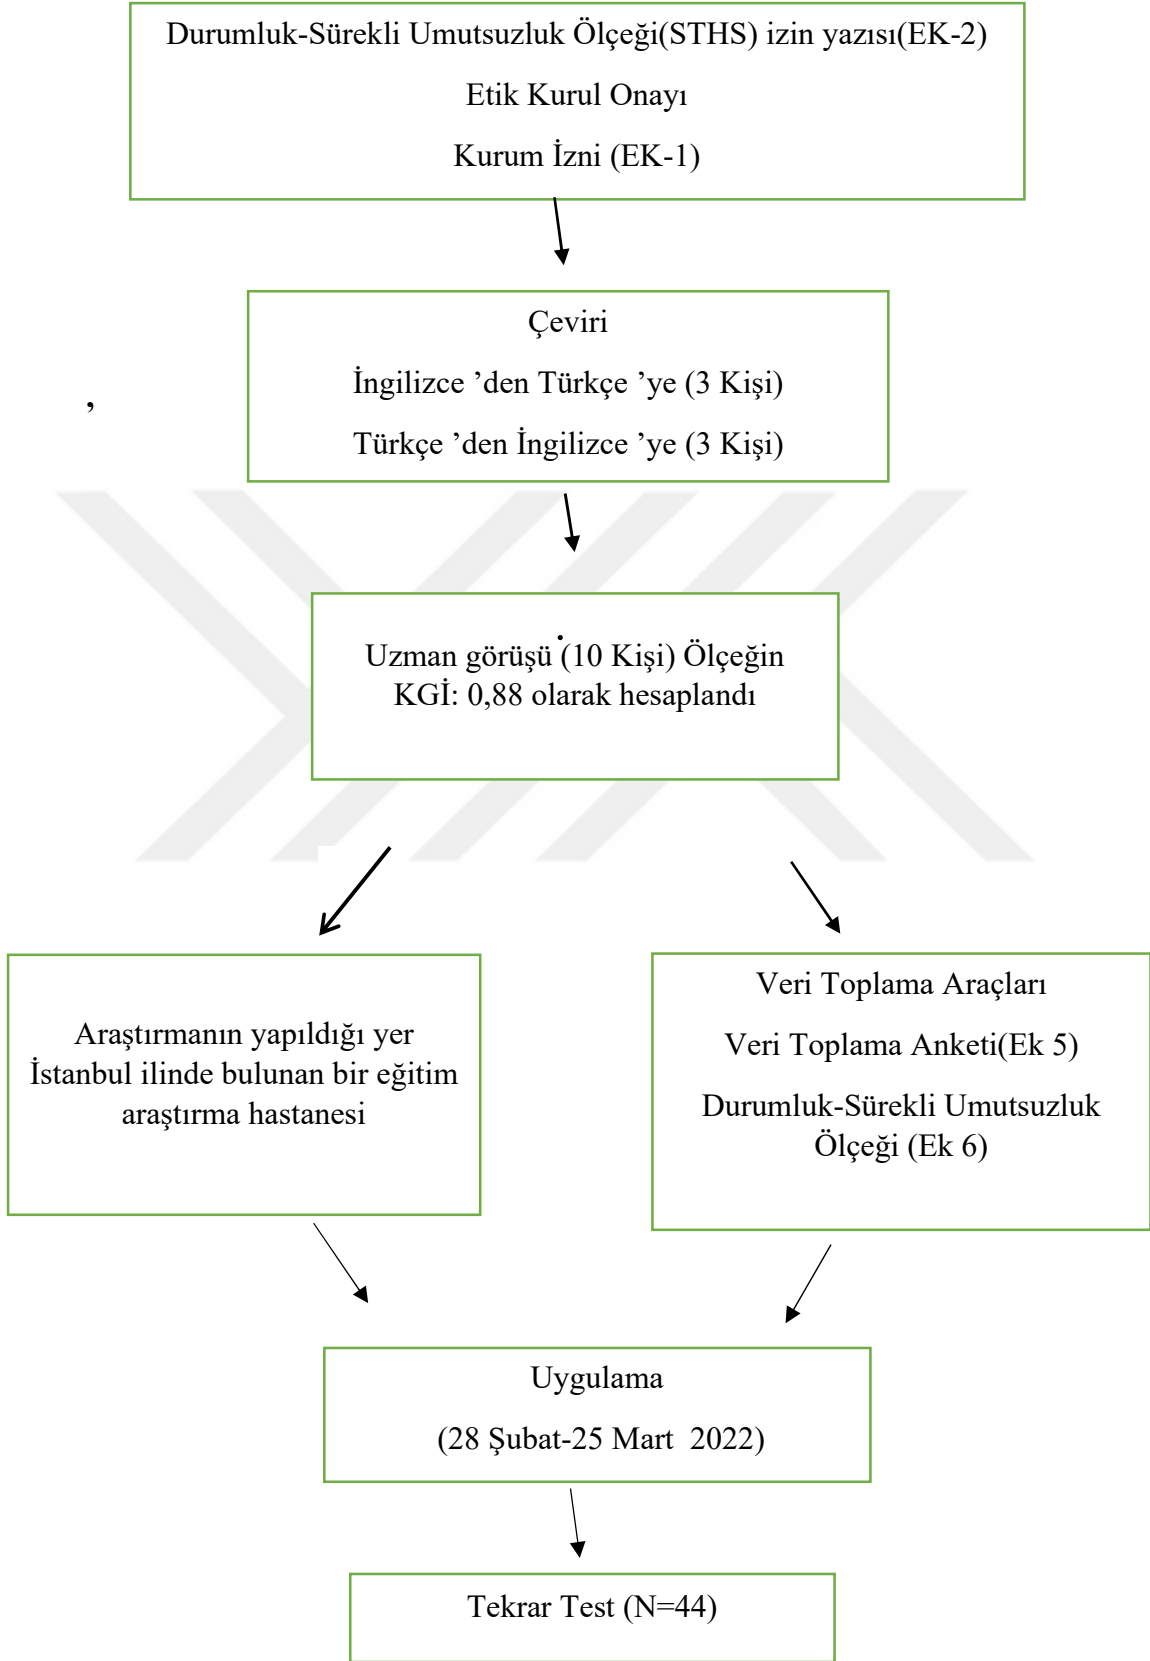 Durumluk-Sürekli Umutsuzluk Ölçeği(STHS) izin yazısı(EK-2)
Etik Kurul Onayı
Kurum İzni (EK-1)
Çeviri
İngilizce ’den Türkçe ’ye (3 Kişi)
Türkçe ’den İngilizce ’ye (3 Kişi)
,
.
Uzman görüşü (10 Kişi) Ölçeğin
KGİ: 0,88 olarak hesaplandı
Araştırmanın yapıldığı yer
İstanbul ilinde bulunan bir eğitim
araştırma hastanesi
Veri Toplama Araçları
Veri Toplama Anketi(Ek 5)
Durumluk-Sürekli Umutsuzluk
Ölçeği (Ek 6)
Uygulama
(28 Şubat-25 Mart  2022)
Tekrar Test (N=44)